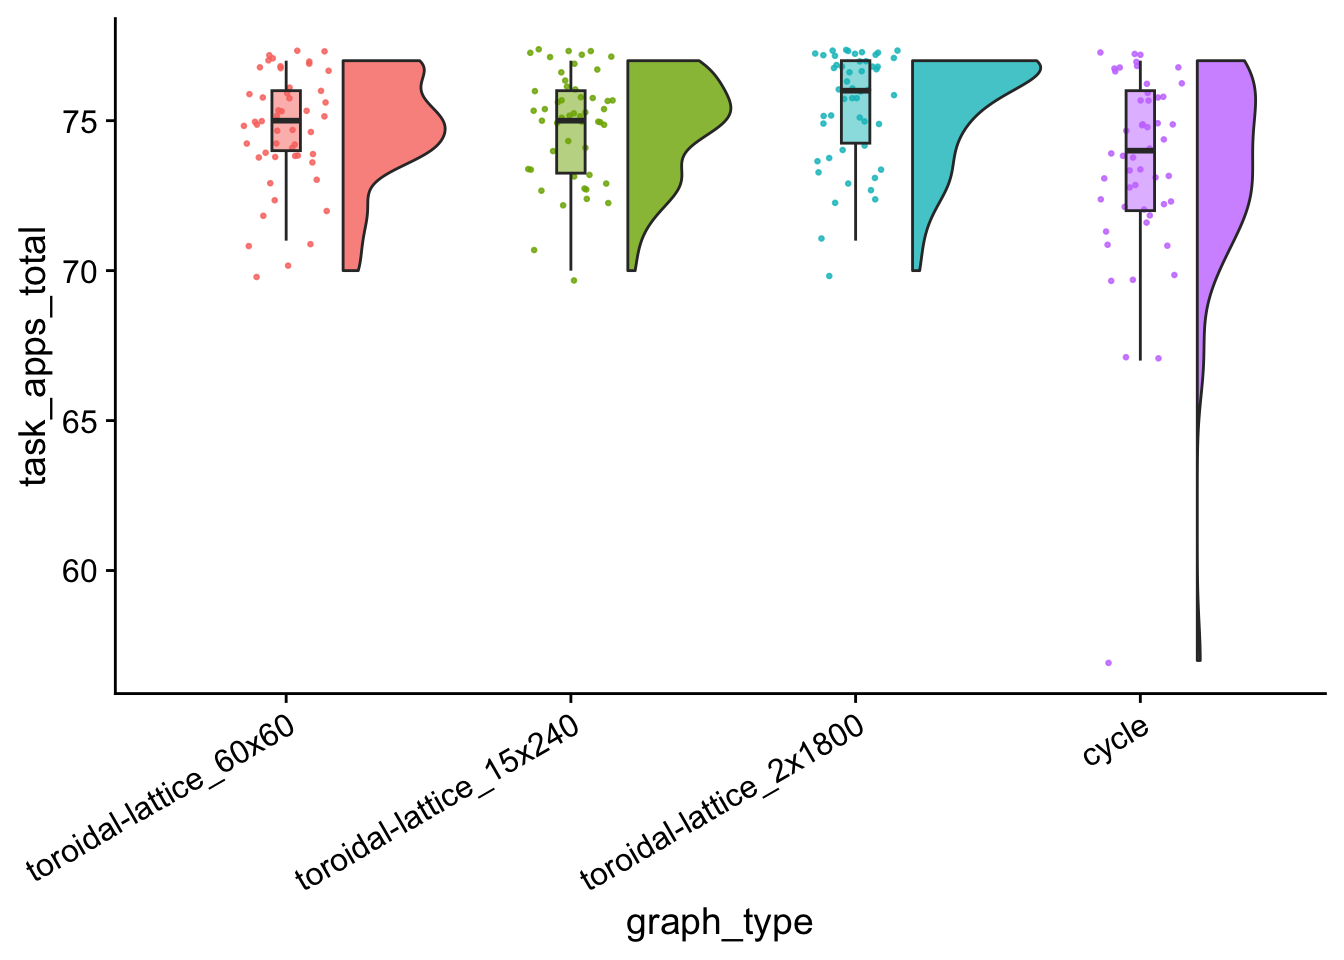 task_apps_total
75
70
65
60
toroidal-lattice_60x60
toroidal-lattice_15x240
toroidal-lattice_2x1800
cycle
graph_type